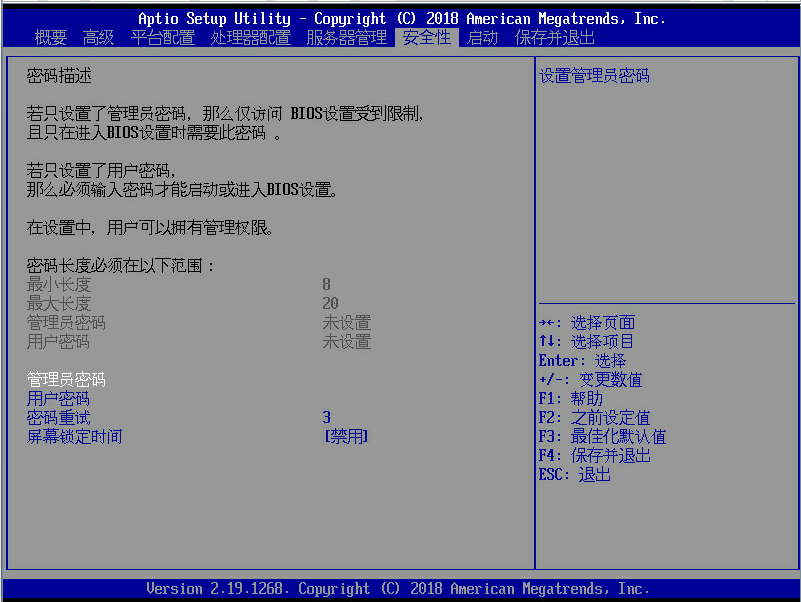 Aptio Setup Utility - Copyright (C) 2018 American Megatrends, Inc.
概要 高级 平台配置 处理器配置 服务器管理 安全性 启动 保存并退出
密码描述
若只设置了管理员密码，那么仅访问 BIOS设置受到限制，
且只在进入BIOS设置时需要此密码 。
若只设置了用户密码，
那么必须输入密码才能启动或进入BIOS设置。
在设置中，用户可以拥有管理权限。
密码长度必须在以下范围：
最小长度 8
最大长度 20
管理员密码 未设置
用户密码 未设置
管理员密码
用户密码
密码重试 3
屏幕锁定时间 [禁用]
设置管理员密码
→←: 选择页面
↑↓: 选择项目
Enter: 选择
+/-: 变更数值
F1: 帮助
F2: 之前设定值
F3: 最佳化默认值
F4: 保存并退出
ESC: 退出
Version 2.19.1268. Copyright (C) 2018 American Megatrends, Inc.